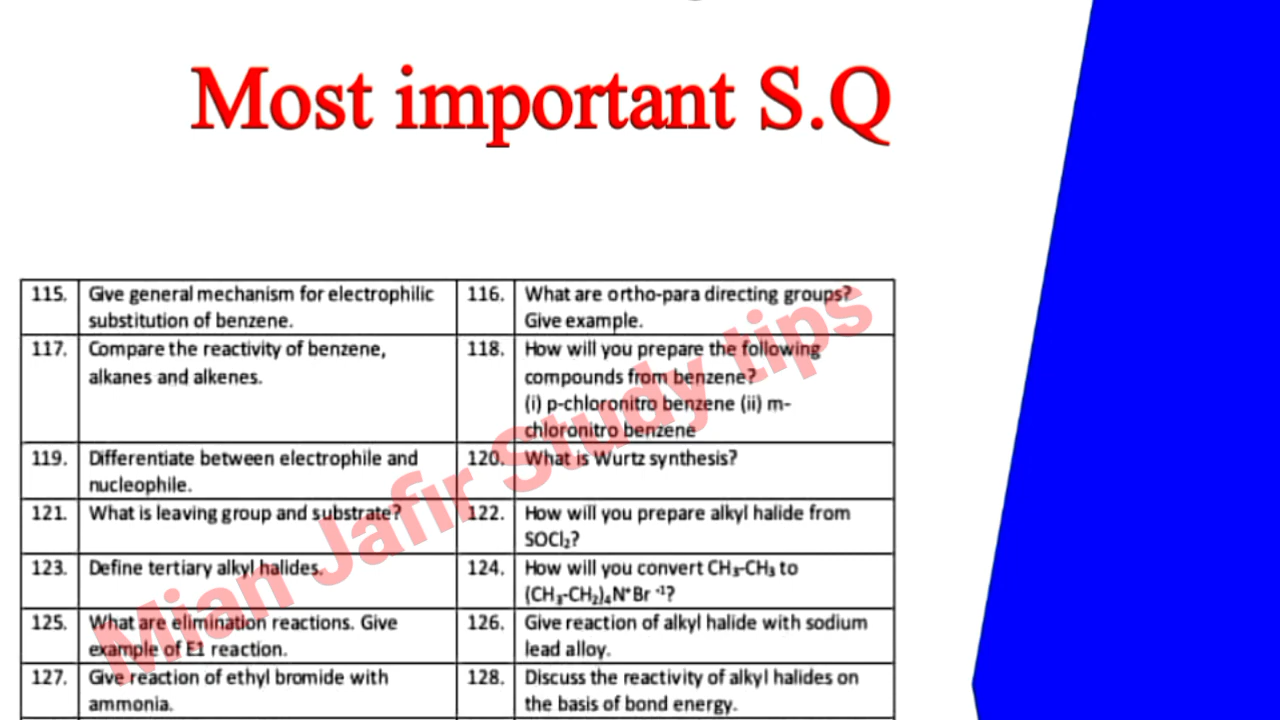 Most important S.Q
115. Give general mechanism for electrophilic
substitution of benzene.
116. What are ortho-para directing groups?
Give example.
117. Compare the reactivity of benzene,
alkanes and alkenes.
118. How will you prepare the following
compounds from benzene?
(i) p-chloronitro benzene (ii) m-
chloronitro benzene
119. Differentiate between electrophile and
nucleophile.
120. What is Wurtz synthesis?
121. What is leaving group and substrate?
122. How will you prepare alkyl halide from
SOCl₂?
123. Define tertiary alkyl halides.
124. How will you convert CH₃-CH₃ to
(CH₃-CH₂)₄N⁺Br ⁻¹?
125. What are elimination reactions. Give
example of E1 reaction.
126. Give reaction of alkyl halide with sodium
lead alloy.
127. Give reaction of ethyl bromide with
ammonia.
128. Discuss the reactivity of alkyl halides on
the basis of bond energy.
Mian Jafir Study tips